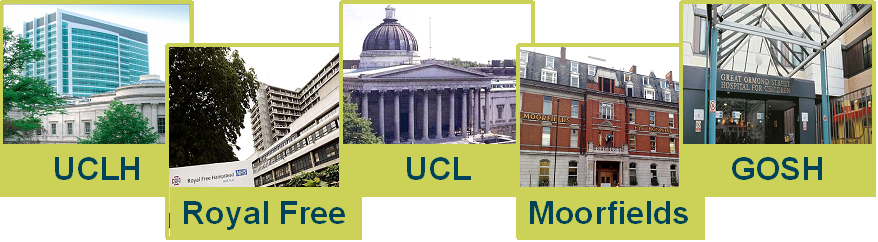 Royal Free Hampstead NHS
MOORFIELDS
GREAT ORMOND STREET
HOSPITAL FOR CHILDREN
UCLH
Royal Free
UCL
Moorfields
GOSH